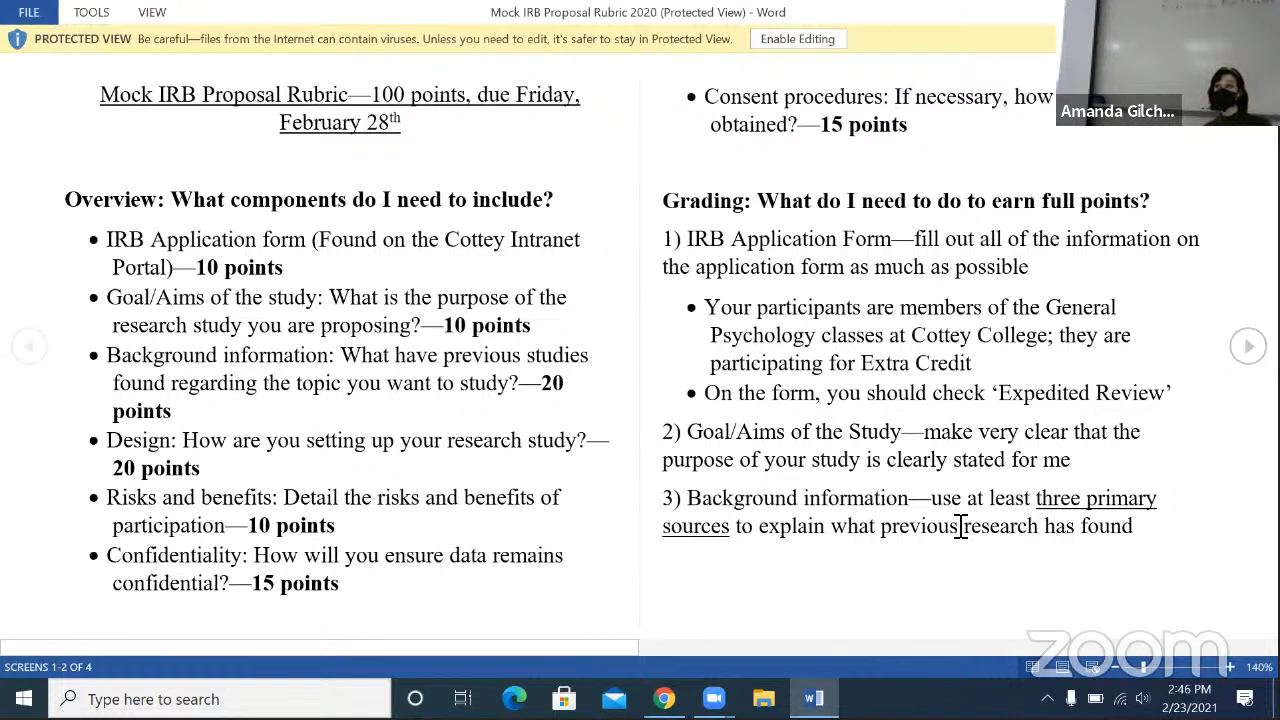 FILE TOOLS VIEW
Mock IRB Proposal Rubric 2020 (Protected View) - Word
PROTECTED VIEW Be careful—files from the Internet can contain viruses. Unless you need to edit, it's safer to stay in Protected View. Enable Editing
Mock IRB Proposal Rubric—100 points, due Friday,
February 28th
Overview: What components do I need to include?
• IRB Application form (Found on the Cottey Intranet
Portal)—10 points
• Goal/Aims of the study: What is the purpose of the
research study you are proposing?—10 points
• Background information: What have previous studies
found regarding the topic you want to study?—20
points
• Design: How are you setting up your research study?—
20 points
• Risks and benefits: Detail the risks and benefits of
participation—10 points
• Confidentiality: How will you ensure data remains
confidential?—15 points
• Consent procedures: If necessary, how
obtained?—15 points
Amanda Gilch...
Grading: What do I need to do to earn full points?
1) IRB Application Form—fill out all of the information on
the application form as much as possible
• Your participants are members of the General
Psychology classes at Cottey College; they are
participating for Extra Credit
• On the form, you should check ‘Expedited Review’
2) Goal/Aims of the Study—make very clear that the
purpose of your study is clearly stated for me
3) Background information—use at least three primary
sources to explain what previous research has found
zoom
SCREENS 1-2 OF 4
140%
Type here to search
2:46 PM
2/23/2021